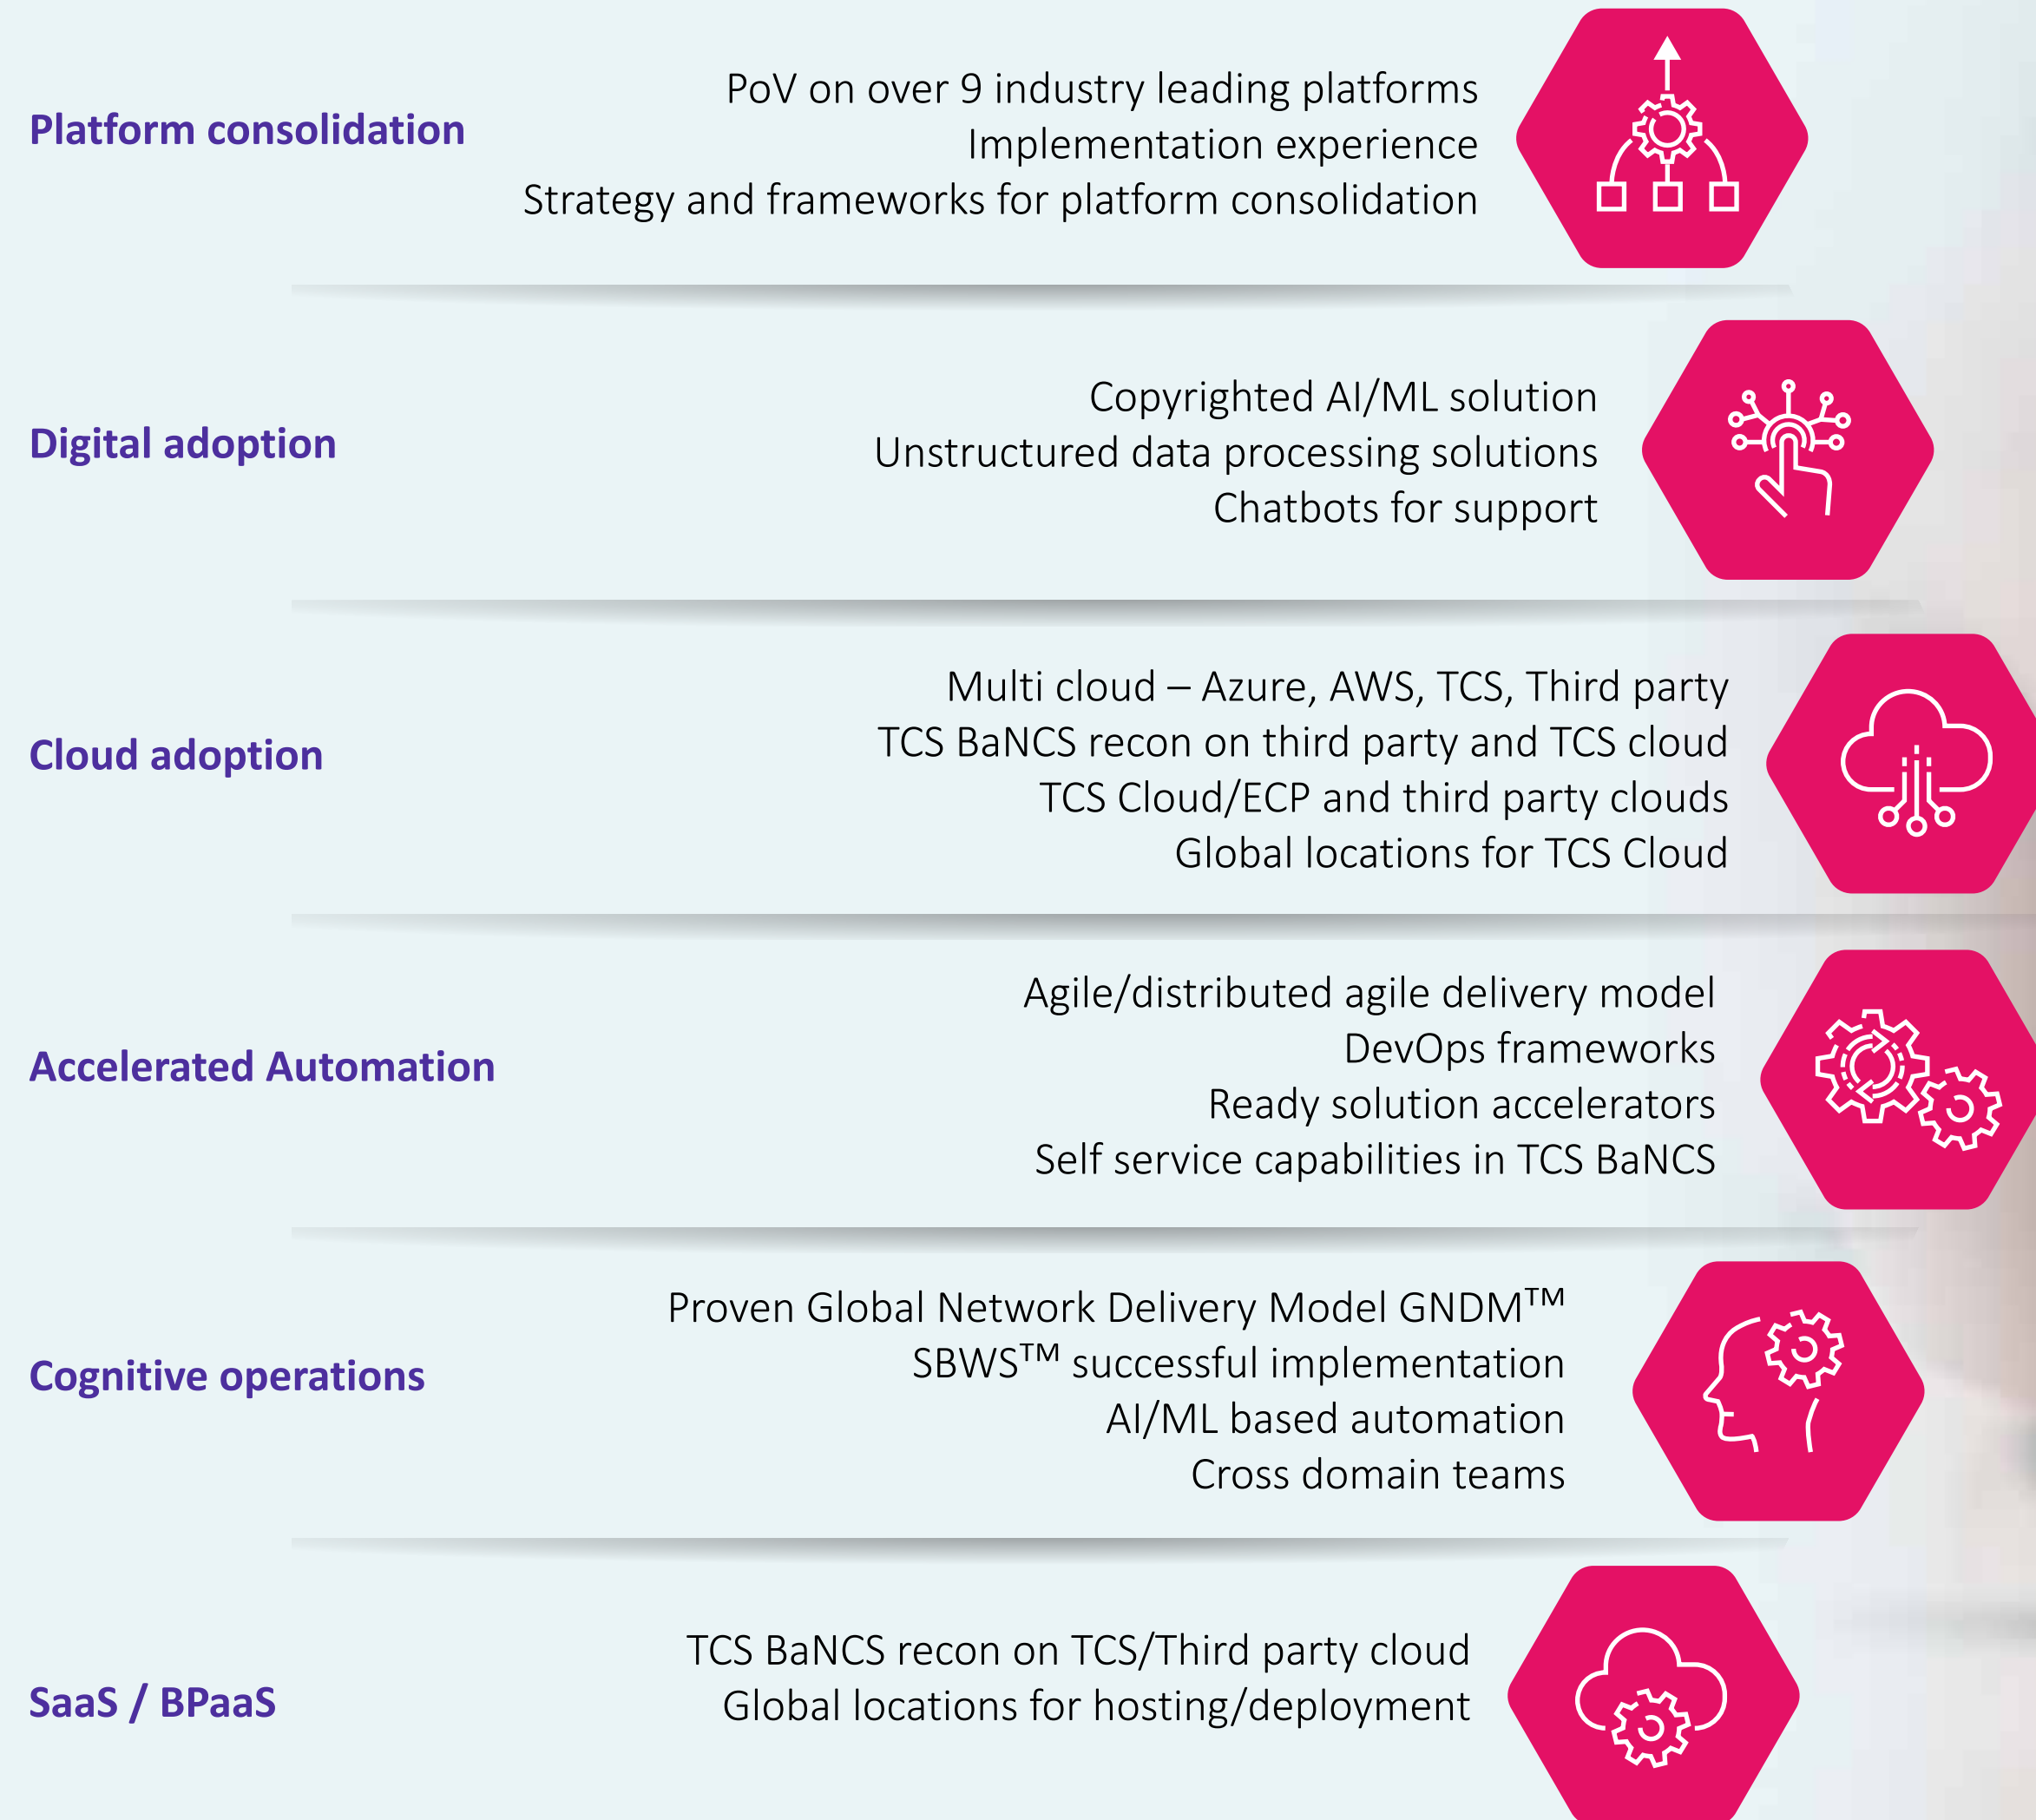 Platform consolidation
PoV on over 9 industry leading platforms
Implementation experience
Strategy and frameworks for platform consolidation
Digital adoption
Copyrighted AI/ML solution
Unstructured data processing solutions
Chatbots for support
Cloud adoption
Multi cloud – Azure, AWS, TCS, Third party
TCS BaNCS recon on third party and TCS cloud
TCS Cloud/ECP and third party clouds
Global locations for TCS Cloud
Accelerated Automation
Agile/distributed agile delivery model
DevOps frameworks
Ready solution accelerators
Self service capabilities in TCS BaNCS
Cognitive operations
Proven Global Network Delivery Model GNDM™
SBWS™ successful implementation
AI/ML based automation
Cross domain teams
SaaS / BPaaS
TCS BaNCS recon on TCS/Third party cloud
Global locations for hosting/deployment